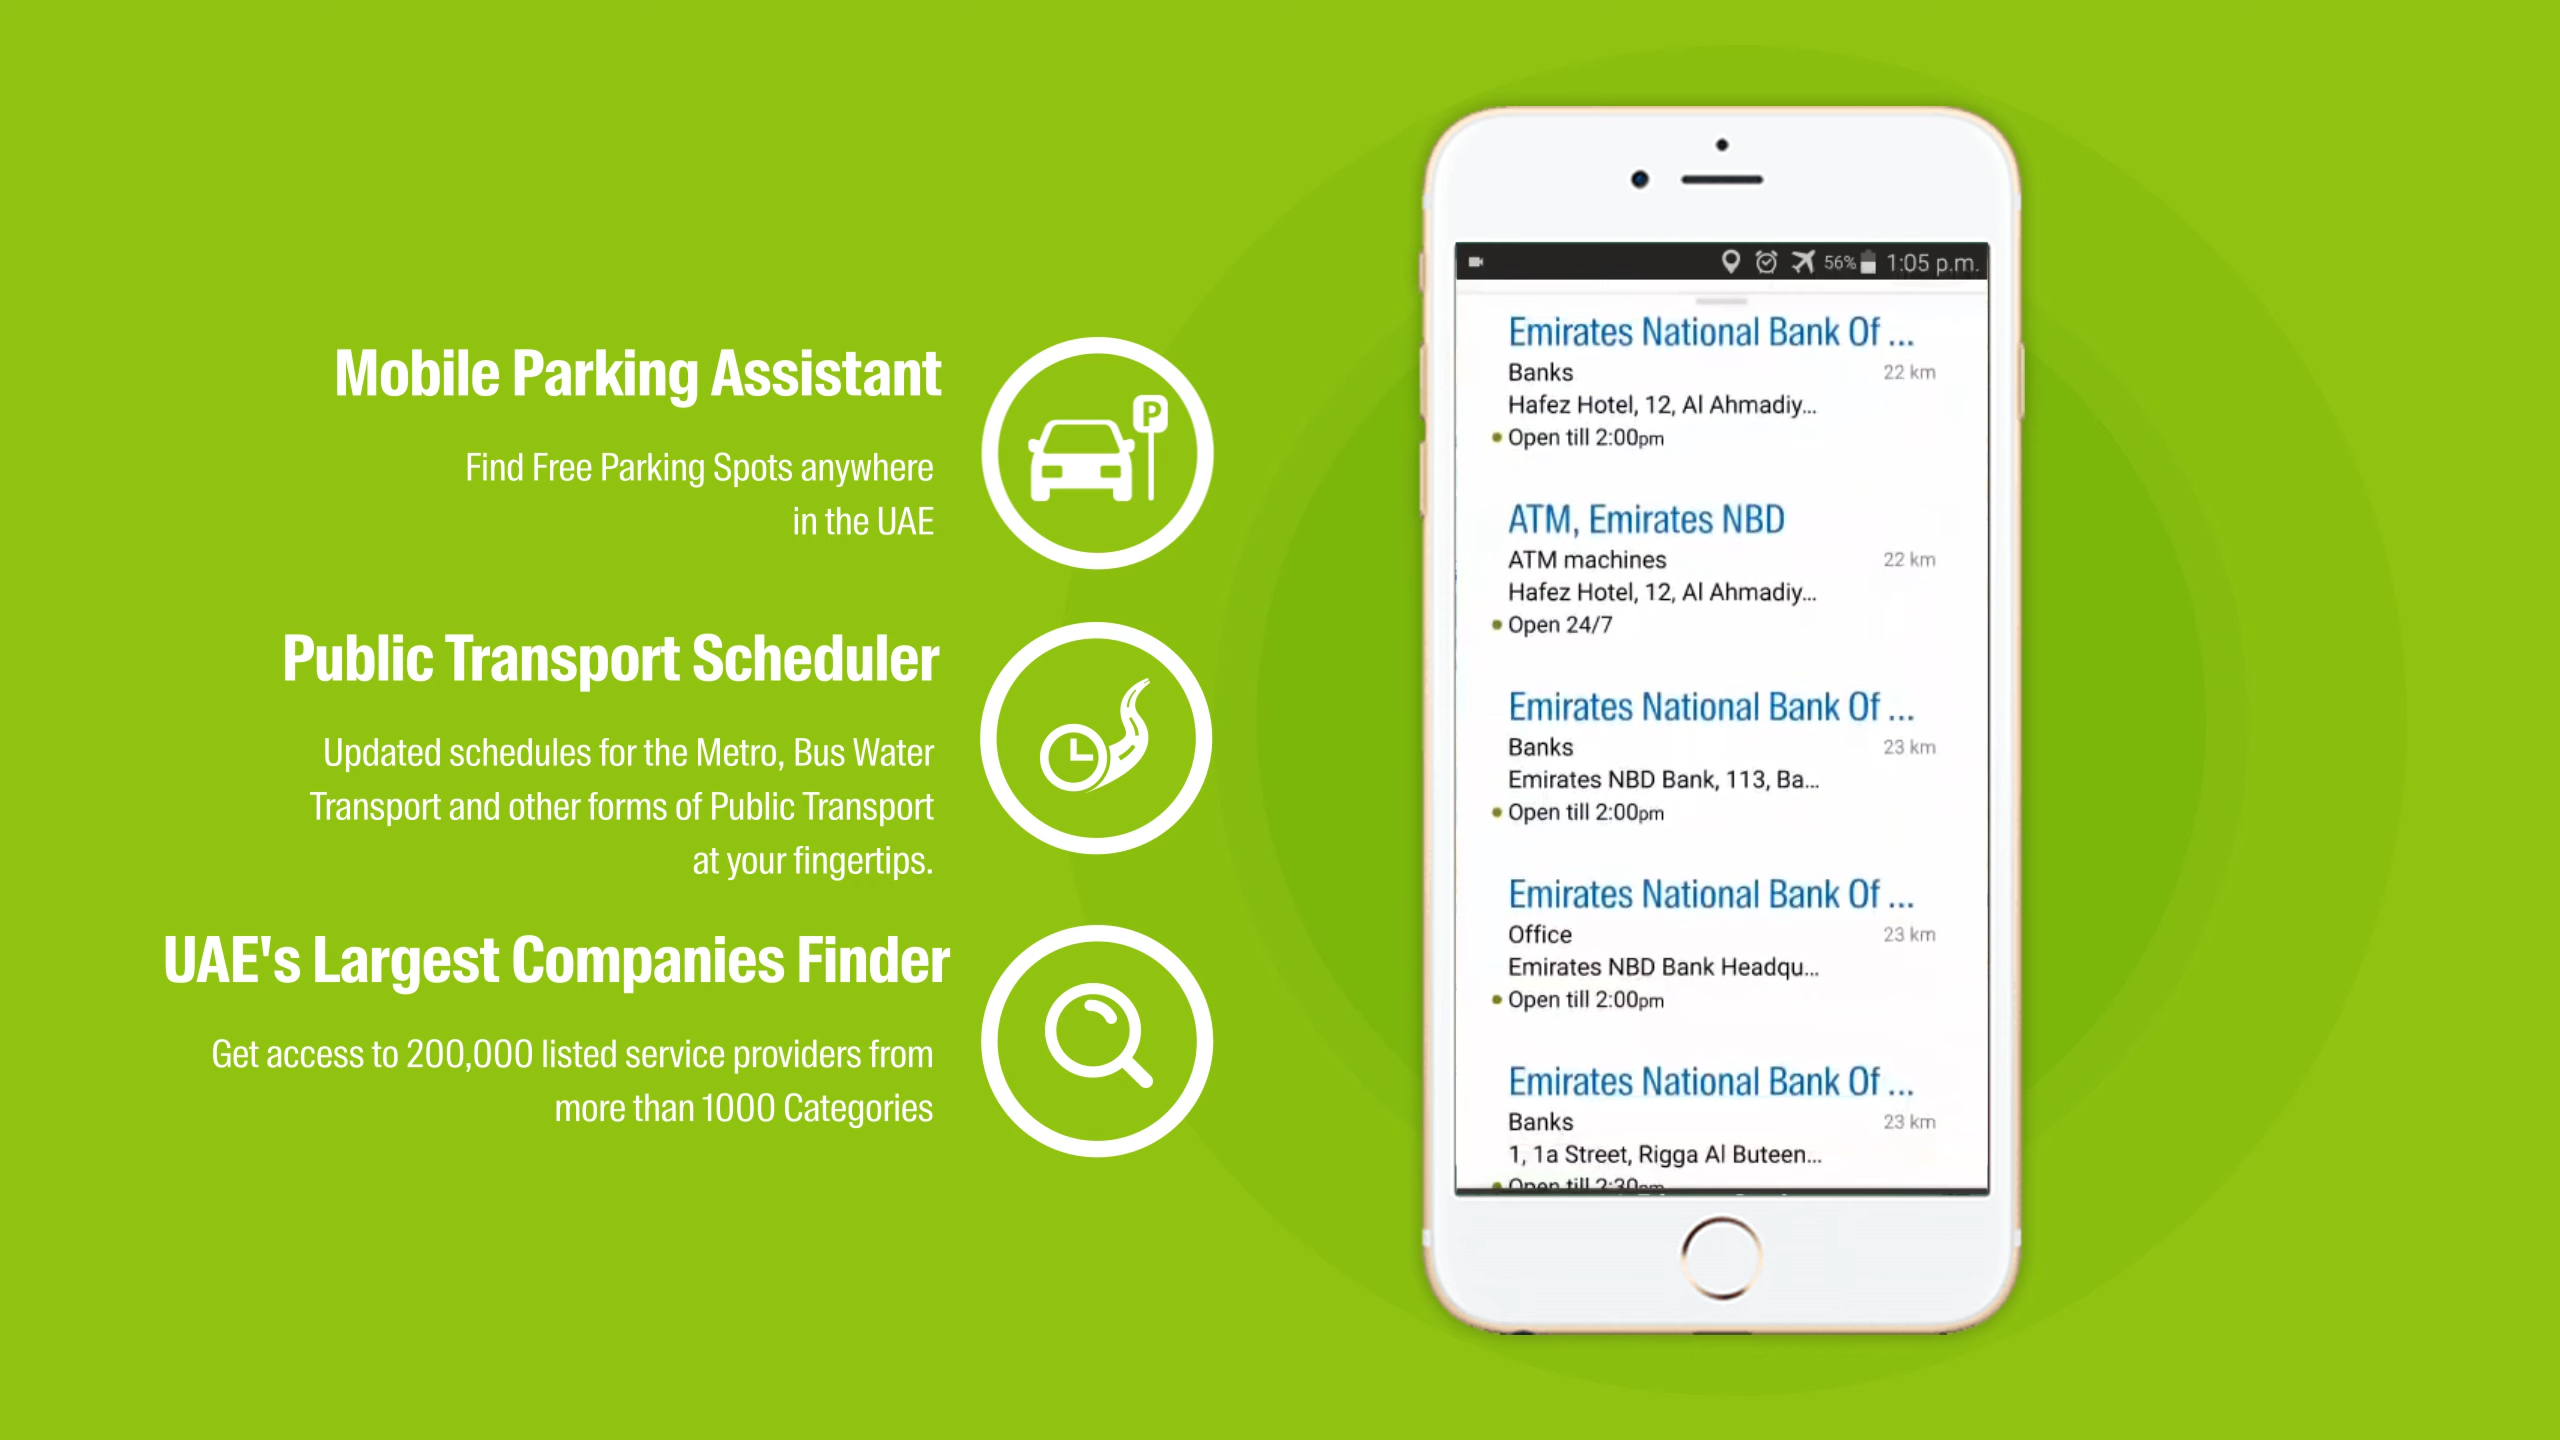 Mobile Parking Assistant
P
Find Free Parking Spots anywhere
in the UAE
Public Transport Scheduler
Updated schedules for the Metro, Bus Water
Transport and other forms of Public Transport
at your fingertips.
UAE's Largest Companies Finder
Get access to 200,000 listed service providers from
more than 1000 Categories
56% 1:05 p.m.
Emirates National Bank Of ...
Banks 22 km
Hafez Hotel, 12, Al Ahmadiy...
Open till 2:00pm
ATM, Emirates NBD
ATM machines 22 km
Hafez Hotel, 12, Al Ahmadiy...
Open 24/7
Emirates National Bank Of ...
Banks 23 km
Emirates NBD Bank, 113, Ba...
Open till 2:00pm
Emirates National Bank Of ...
Office 23 km
Emirates NBD Bank Headqu...
Open till 2:00pm
Emirates National Bank Of ...
Banks 23 km
1, 1a Street, Rigga Al Buteen...
Open till 2:30pm